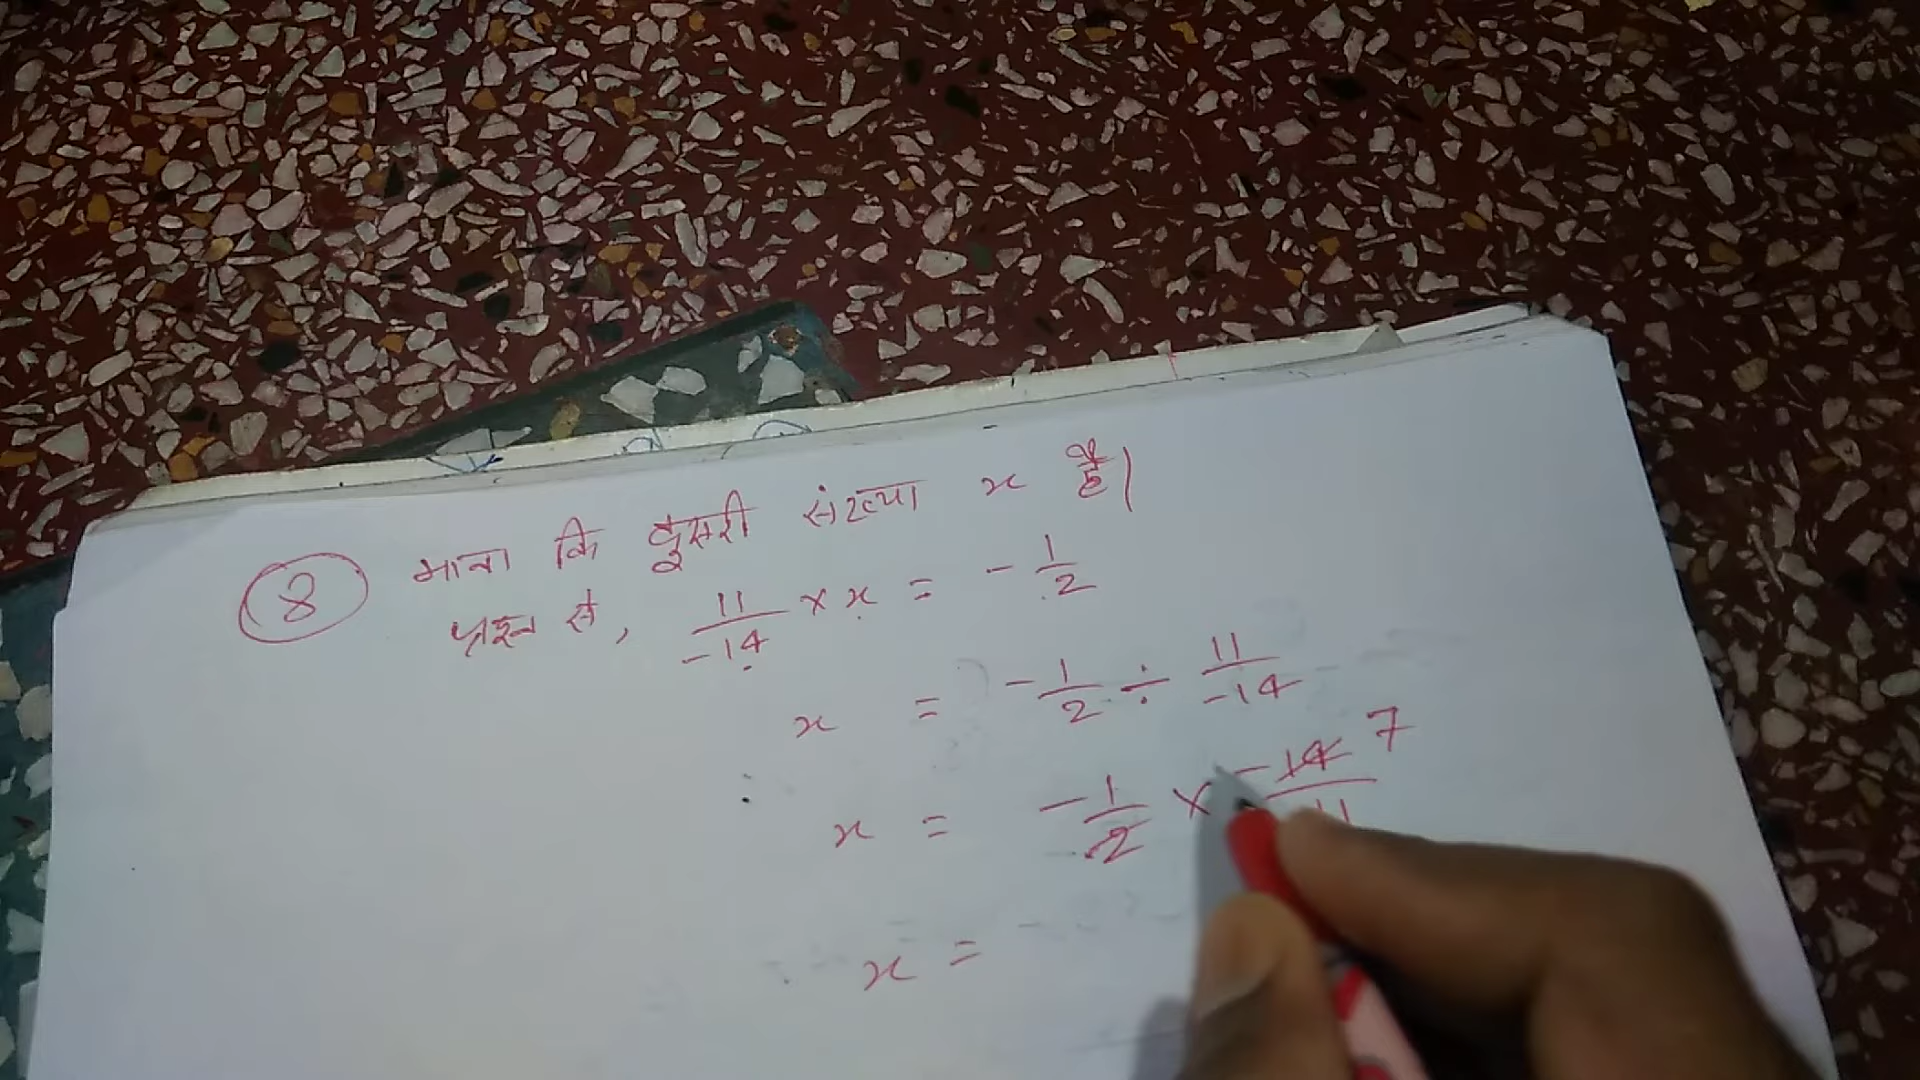 8 माना कि दूसरी संख्या x है।
प्रश्न से, 11/-14 × x = -1/2
x = -1/2 ÷ 11/-14
x = -1/2 × -14/11 7
x =